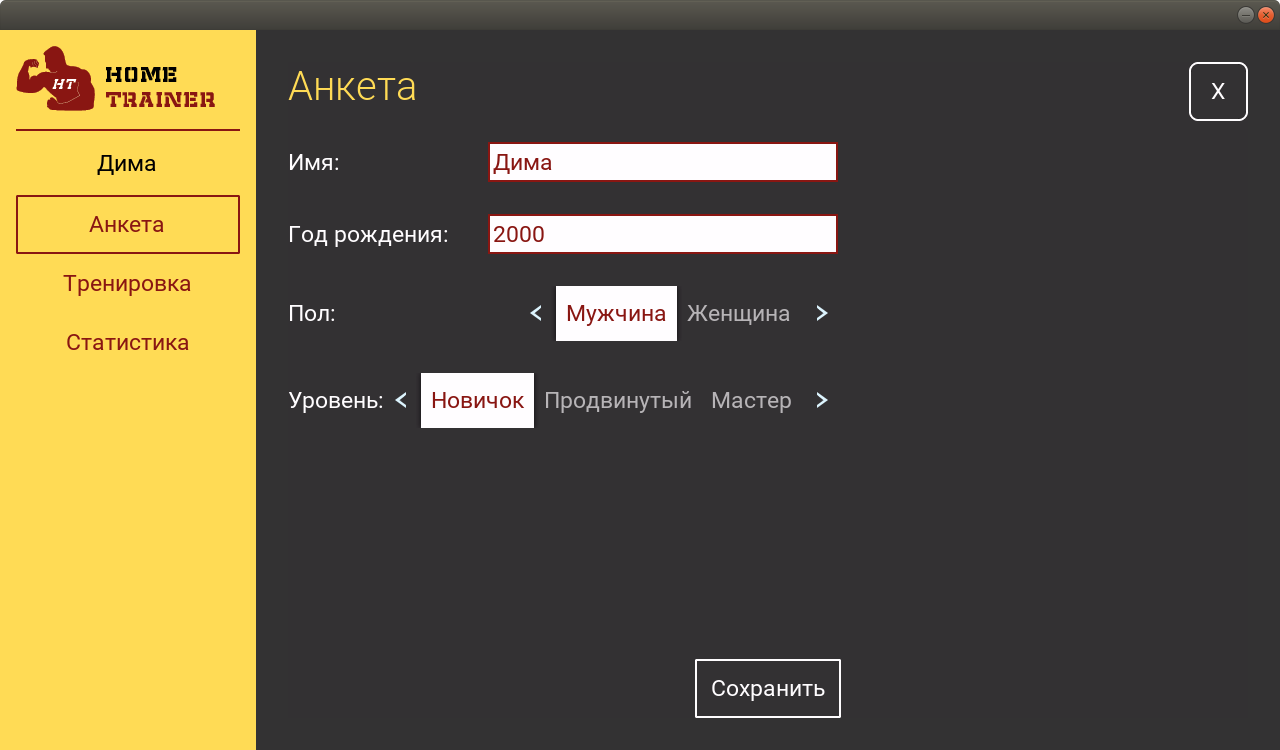 HT
HOME
TRAINER
Дима
Анкета
Тренировка
Статистика
Анкета
X
Имя: Дима
Год рождения: 2000
Пол: < Мужчина Женщина >
Уровень: < Новичок Продвинутый Мастер >
Сохранить